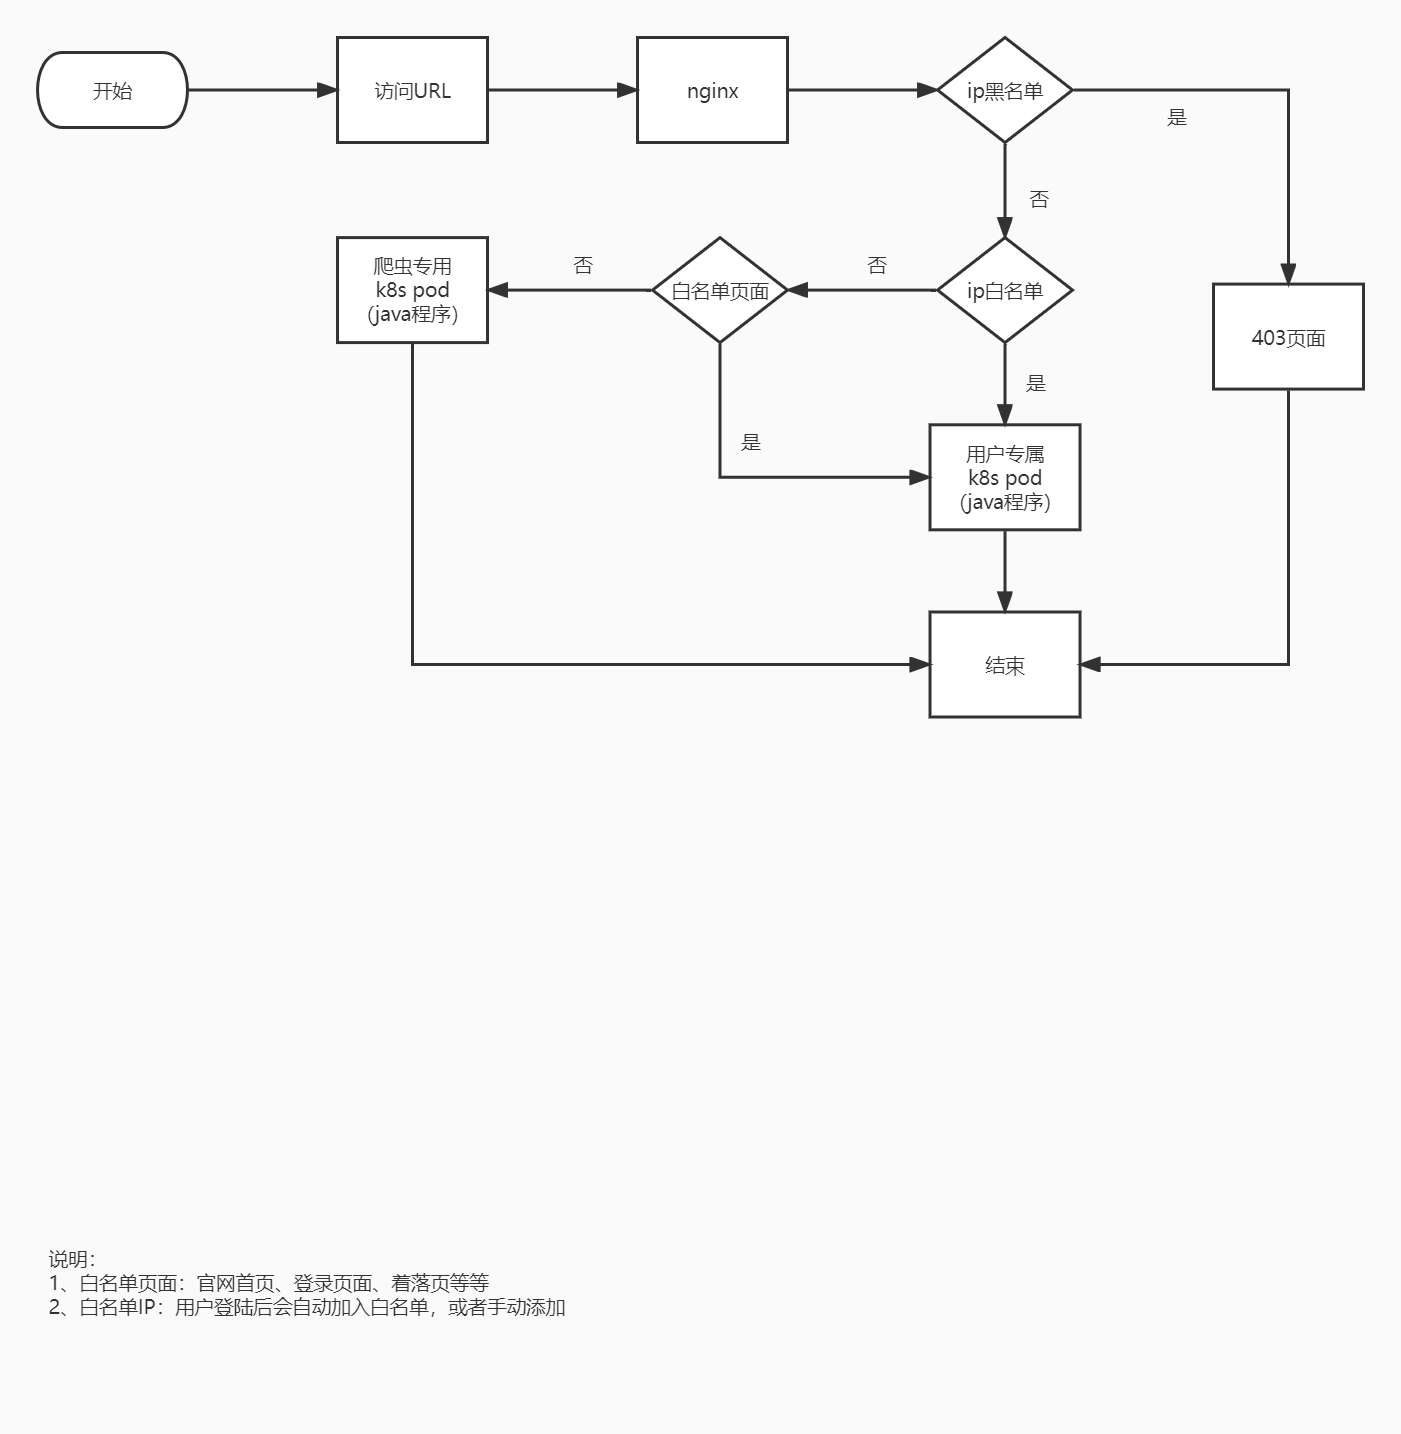 开始
访问URL
nginx
ip黑名单
是
否
爬虫专用
k8s pod
(java程序)
否
白名单页面
否
ip白名单
403页面
是
是
用户专属
k8s pod
(java程序)
结束
说明：
1、白名单页面：官网首页、登录页面、着落页等等
2、白名单IP：用户登陆后会自动加入白名单，或者手动添加